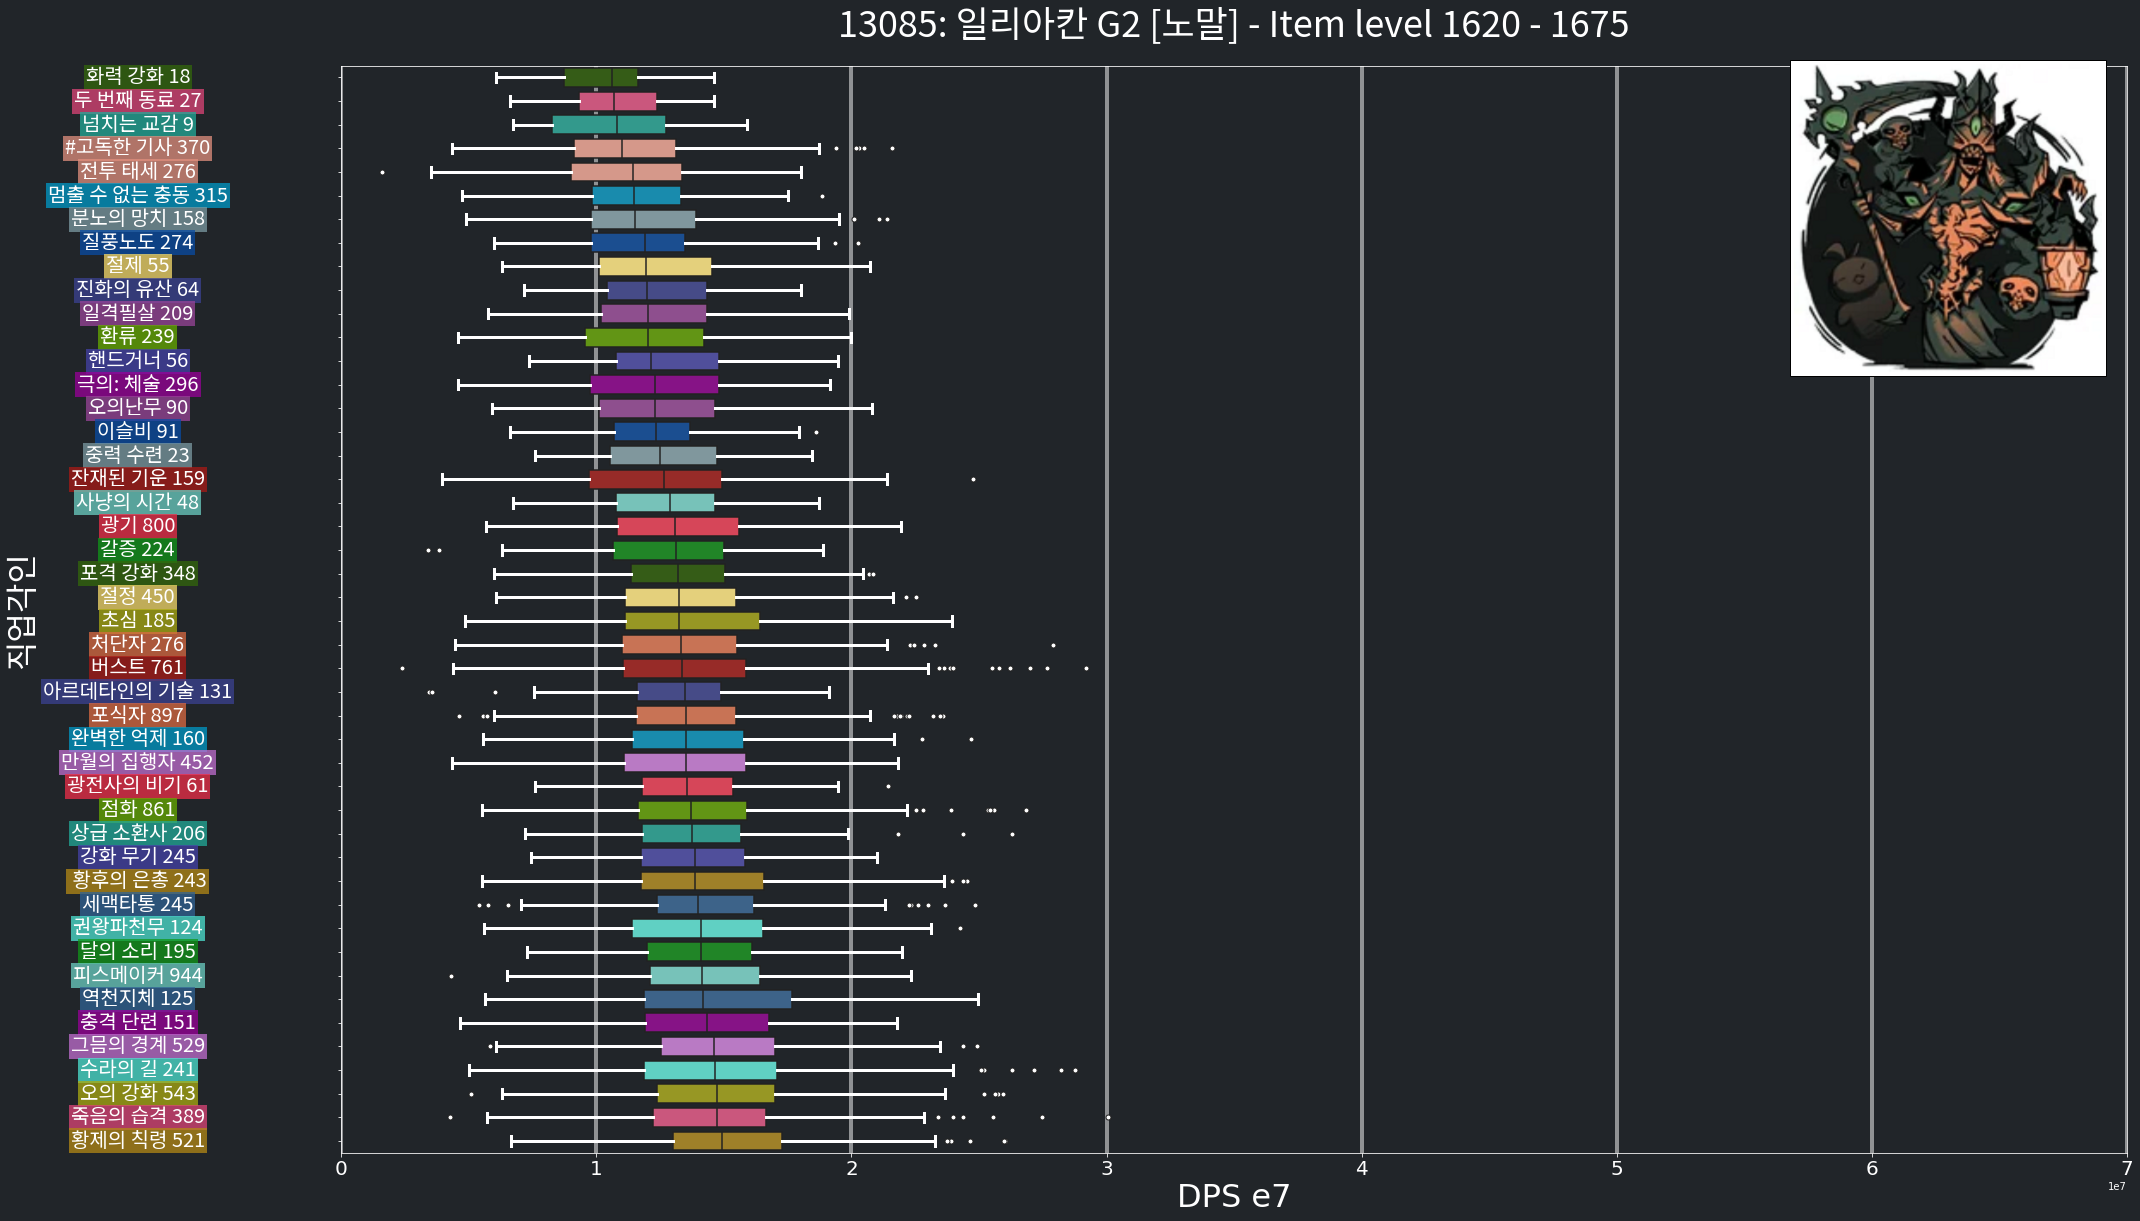 13085: 일리아칸 G2 [노말] - Item level 1620 - 1675
직업각인
화력 강화 18
두 번째 동료 27
넘치는 교감 9
#고독한 기사 370
전투 태세 276
멈출 수 없는 충동 315
분노의 망치 158
질풍노도 274
절제 55
진화의 유산 64
일격필살 209
환류 239
핸드거너 56
극의: 체술 296
오의난무 90
이슬비 91
중력 수련 23
잔재된 기운 159
사냥의 시간 48
광기 800
갈증 224
포격 강화 348
절정 450
초심 185
처단자 276
버스트 761
아르데타인의 기술 131
포식자 897
완벽한 억제 160
만월의 집행자 452
광전사의 비기 61
점화 861
상급 소환사 206
강화 무기 245
황후의 은총 243
세맥타통 245
권왕파천무 124
달의 소리 195
피스메이커 944
역천지체 125
충격 단련 151
그믐의 경계 529
수라의 길 241
오의 강화 543
죽음의 습격 389
황제의 칙령 521
0 1 2 3 4 5 6 7
DPS e7
1e7